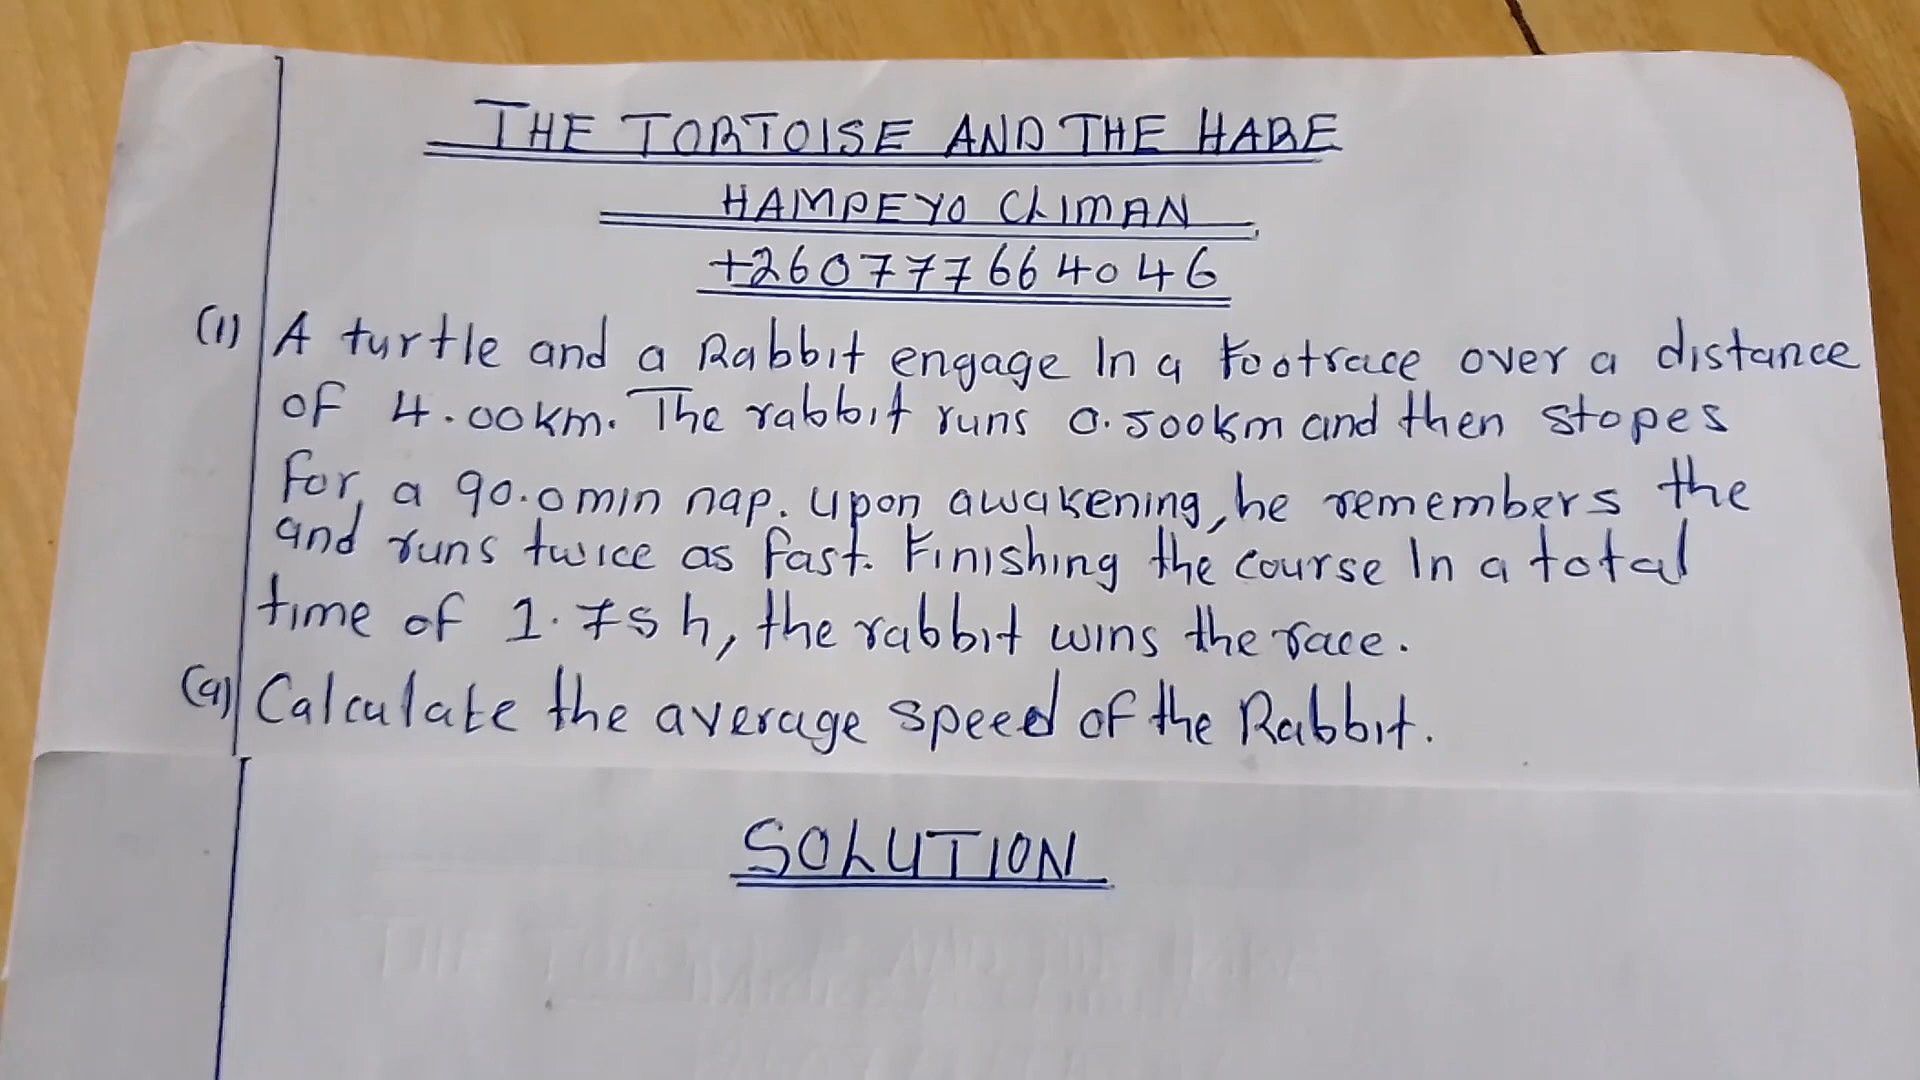 THE TORTOISE AND THE HARE
HAMPEYO CLIMAN
+260777664046
(1) A turtle and a Rabbit engage In a footrace over a distance
of 4.00km. The rabbit runs 0.500km and then stopes
for a 90.0min nap. Upon awakening, he remembers the
and runs twice as fast. Finishing the course In a total
time of 1.75h, the rabbit wins the race.
(a) Calculate the average speed of the Rabbit.
SOLUTION